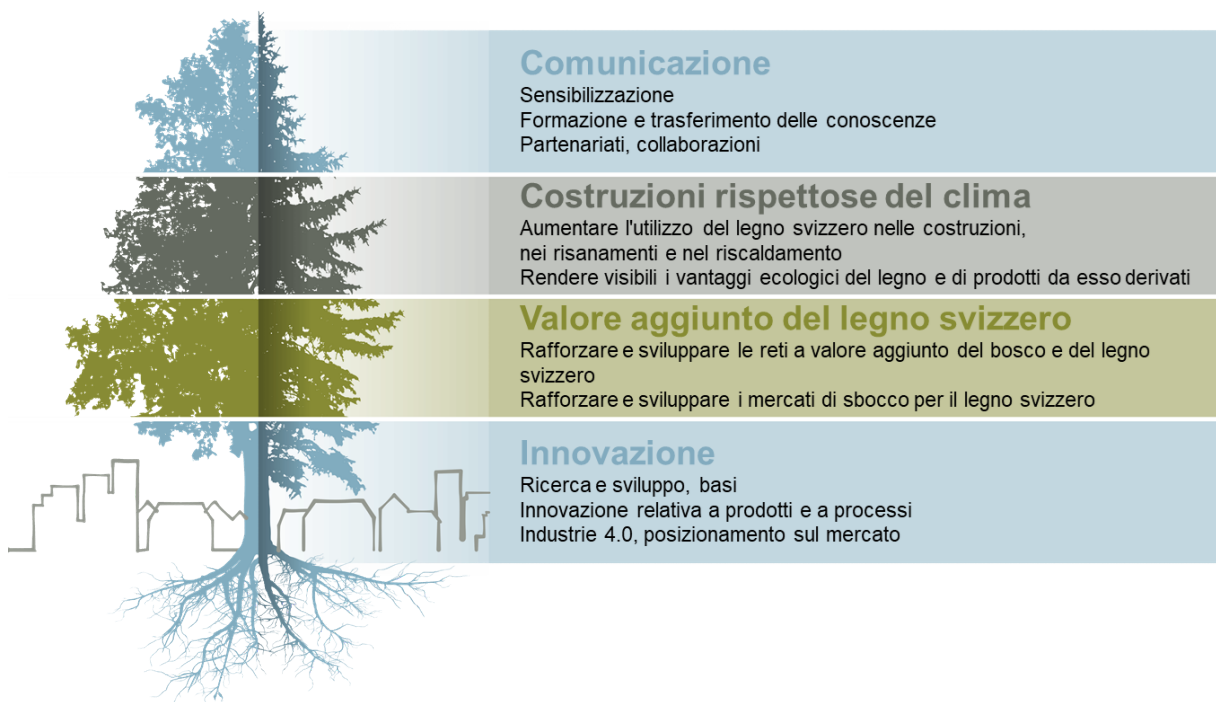 Comunicazione
Sensibilizzazione
Formazione e trasferimento delle conoscenze
Partenariati, collaborazioni
Costruzioni rispettose del clima
Aumentare l'utilizzo del legno svizzero nelle costruzioni,
nei risanamenti e nel riscaldamento
Rendere visibili i vantaggi ecologici del legno e di prodotti da esso derivati
Valore aggiunto del legno svizzero
Rafforzare e sviluppare le reti a valore aggiunto del bosco e del legno
svizzero
Rafforzare e sviluppare i mercati di sbocco per il legno svizzero
Innovazione
Ricerca e sviluppo, basi
Innovazione relativa a prodotti e a processi
Industrie 4.0, posizionamento sul mercato